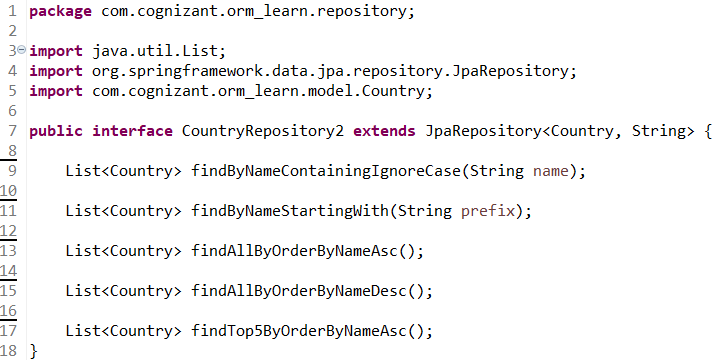 1 package com.cognizant.orm_learn.repository;
2
3 import java.util.List;
4 import org.springframework.data.jpa.repository.JpaRepository;
5 import com.cognizant.orm_learn.model.Country;
6
7 public interface CountryRepository2 extends JpaRepository<Country, String> {
8
9     List<Country> findByNameContainingIgnoreCase(String name);
10
11     List<Country> findByNameStartingWith(String prefix);
12
13     List<Country> findAllByOrderByNameAsc();
14
15     List<Country> findAllByOrderByNameDesc();
16
17     List<Country> findTop5ByOrderByNameAsc();
18 }